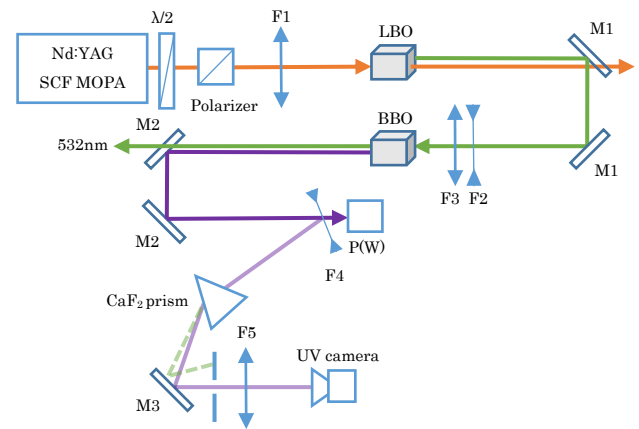 λ/2
F1
Nd:YAG
SCF MOPA
Polarizer
LBO
M1
M2
532nm
BBO
F3
F2
M1
M2
P(W)
F4
CaF₂ prism
F5
UV camera
M3